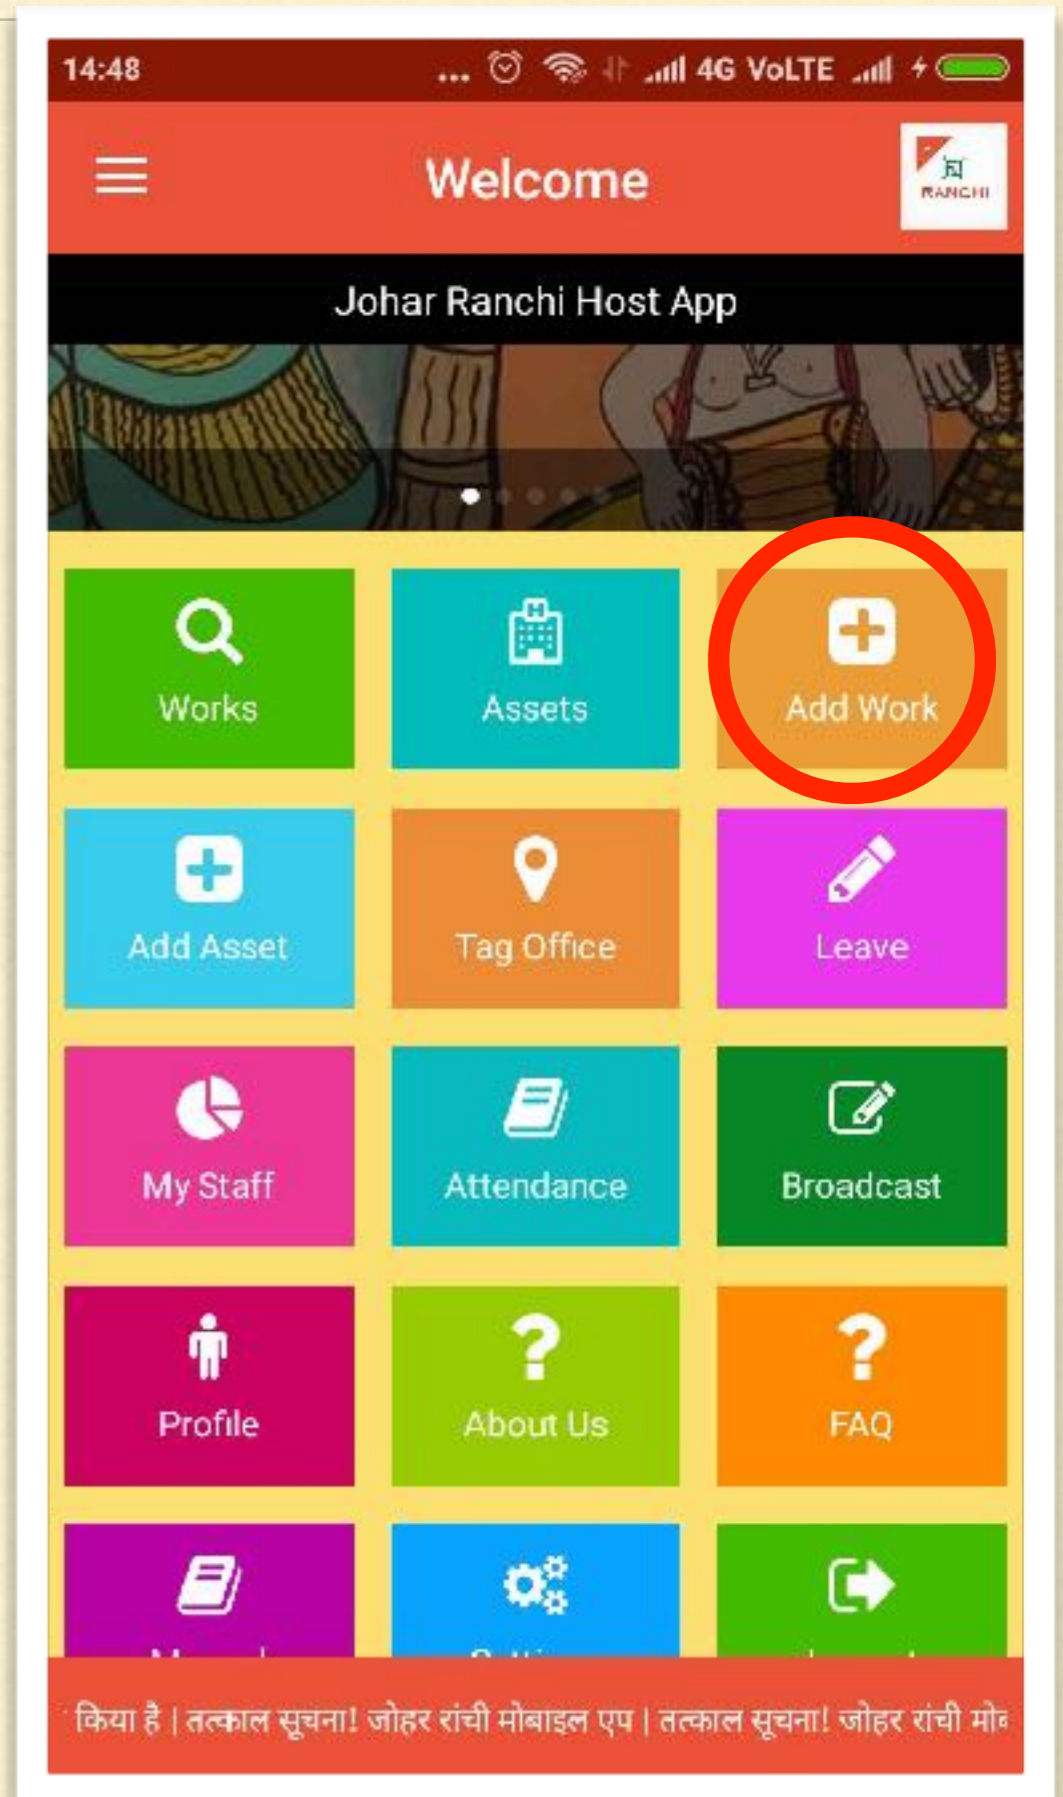 14:48
... 4G VoLTE
Welcome
RANCHI
Johar Ranchi Host App
Works
Assets
Add Work
Add Asset
Tag Office
Leave
My Staff
Attendance
Broadcast
Profile
About Us
FAQ
किया है | तत्काल सूचना! जोहर रांची मोबाइल एप | तत्काल सूचना! जोहर रांची